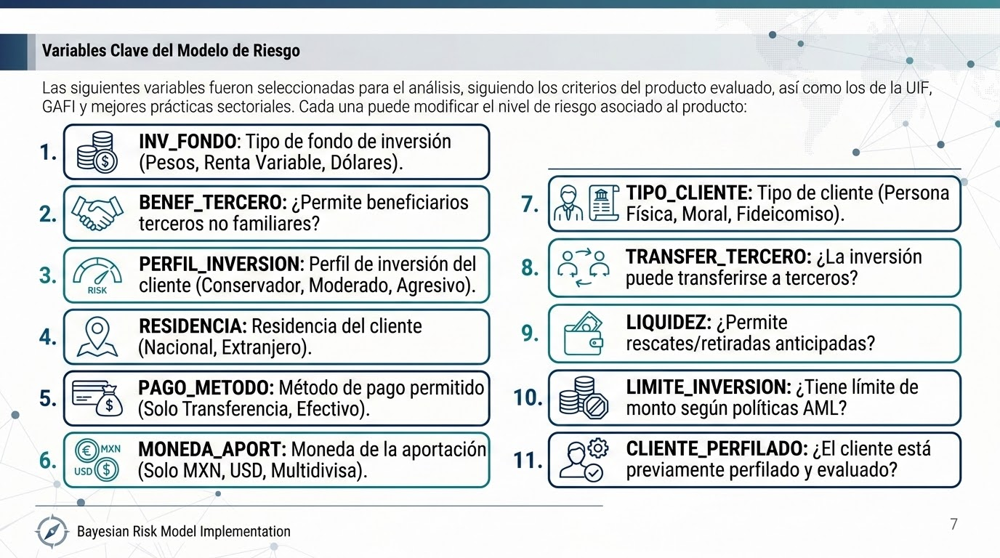 Variables Clave del Modelo de Riesgo
Las siguientes variables fueron seleccionadas para el análisis, siguiendo los criterios del producto evaluado, así como los de la UIF,
GAFI y mejores prácticas sectoriales. Cada una puede modificar el nivel de riesgo asociado al producto:
1.
$
INV_FONDO: Tipo de fondo de inversión
(Pesos, Renta Variable, Dólares).
2.
BENEF_TERCERO: ¿Permite beneficiarios
terceros no familiares?
3.
RISK
PERFIL_INVERSION: Perfil de inversión del
cliente (Conservador, Moderado, Agresivo).
4.
RESIDENCIA: Residencia del cliente
(Nacional, Extranjero).
5.
$
PAGO_METODO: Método de pago permitido
(Solo Transferencia, Efectivo).
6.
€ MXN
USD $
MONEDA_APORT: Moneda de la aportación
(Solo MXN, USD, Multidivisa).
7.
TIPO_CLIENTE: Tipo de cliente (Persona
Física, Moral, Fideicomiso).
8.
TRANSFER_TERCERO: ¿La inversión
puede transferirse a terceros?
9.
LIQUIDEZ: ¿Permite
rescates/retiradas anticipadas?
10.
LIMITE_INVERSION: ¿Tiene límite de
monto según políticas AML?
11.
CLIENTE_PERFILADO: ¿El cliente está
previamente perfilado y evaluado?
Bayesian Risk Model Implementation
7